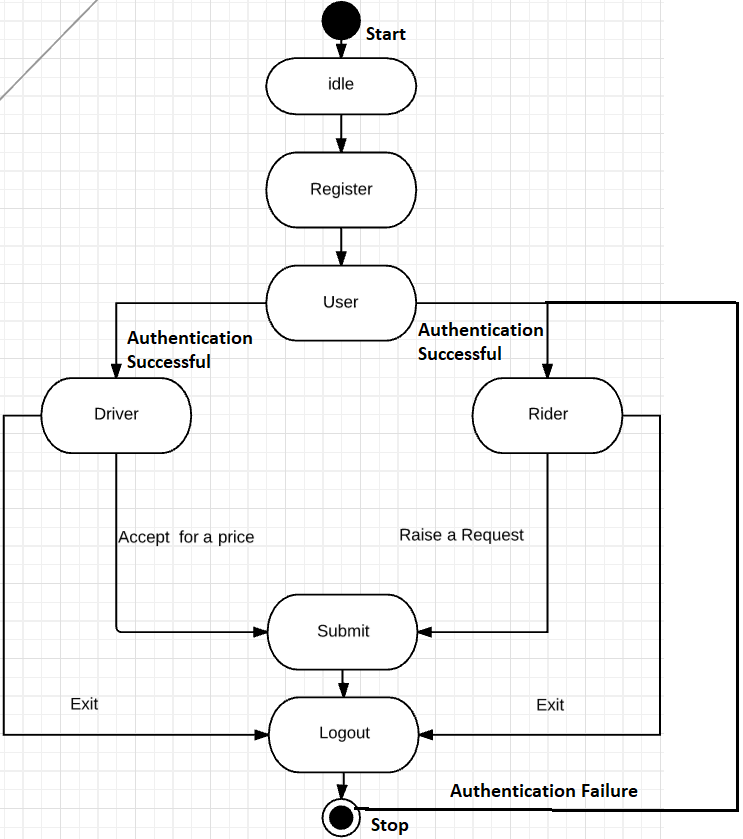 Start
idle
Register
User
Authentication
Successful
Authentication
Successful
Driver
Rider
Accept  for a price
Raise a Request
Submit
Exit
Exit
Logout
Authentication Failure
Stop